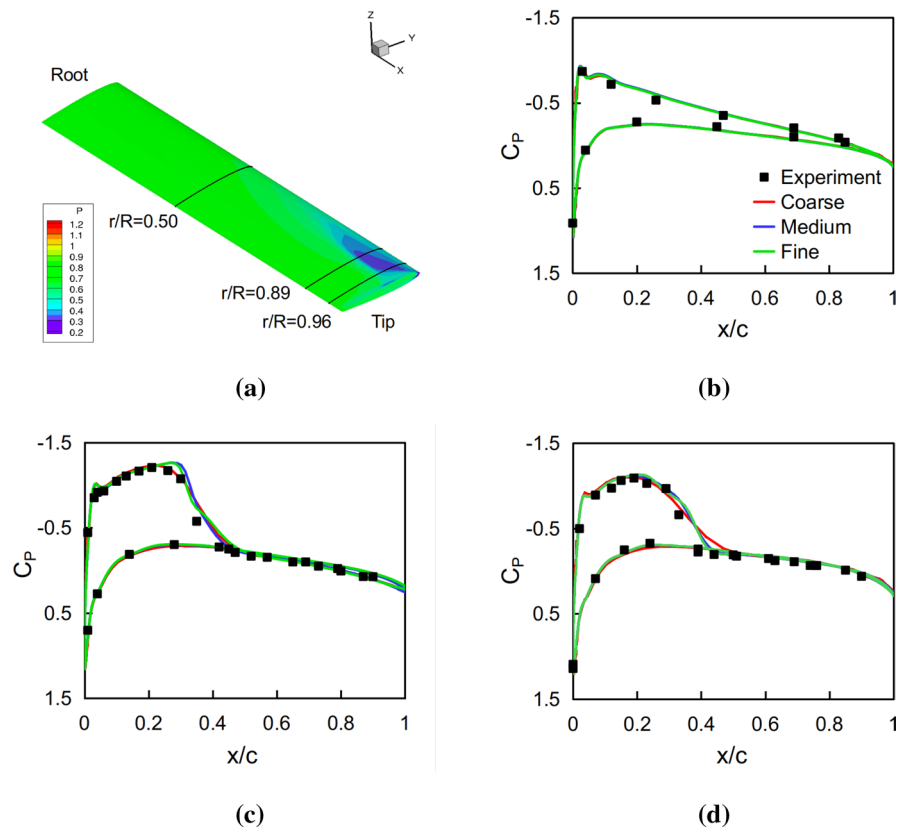 Z
Y
X
Root
r/R=0.50
r/R=0.89
r/R=0.96
Tip
P
1.2
1.1
1
0.9
0.8
0.7
0.6
0.5
0.4
0.3
0.2
(a)
-1.5
-0.5
0.5
1.5
CP
Experiment
Coarse
Medium
Fine
0 0.2 0.4 0.6 0.8 1
x/c
(b)
-1.5
-0.5
0.5
1.5
CP
0 0.2 0.4 0.6 0.8 1
x/c
(c)
-1.5
-0.5
0.5
1.5
CP
0 0.2 0.4 0.6 0.8 1
x/c
(d)